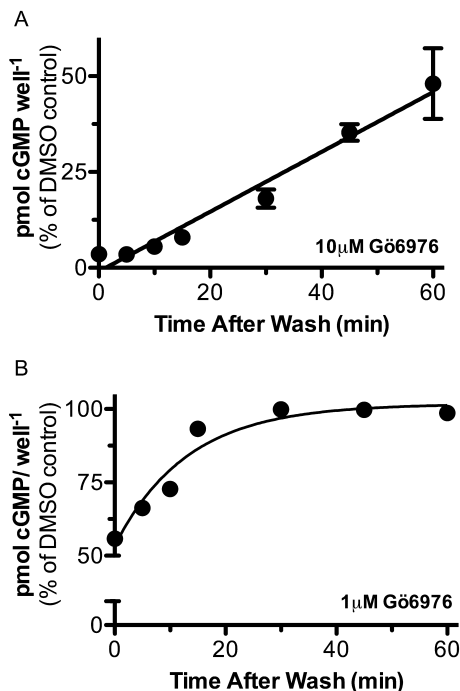 A
pmol cGMP well-1
(% of DMSO control)
50
25
0
10μM Gö6976
0
20
40
60
Time After Wash (min)
B
pmol cGMP/ well-1
(% of DMSO control)
100
75
50
0
1μM Gö6976
0
20
40
60
Time After Wash (min)